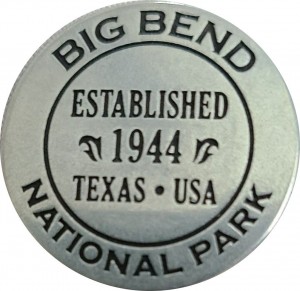 BIG BEND
ESTABLISHED
1944
TEXAS • USA
NATIONAL PARK